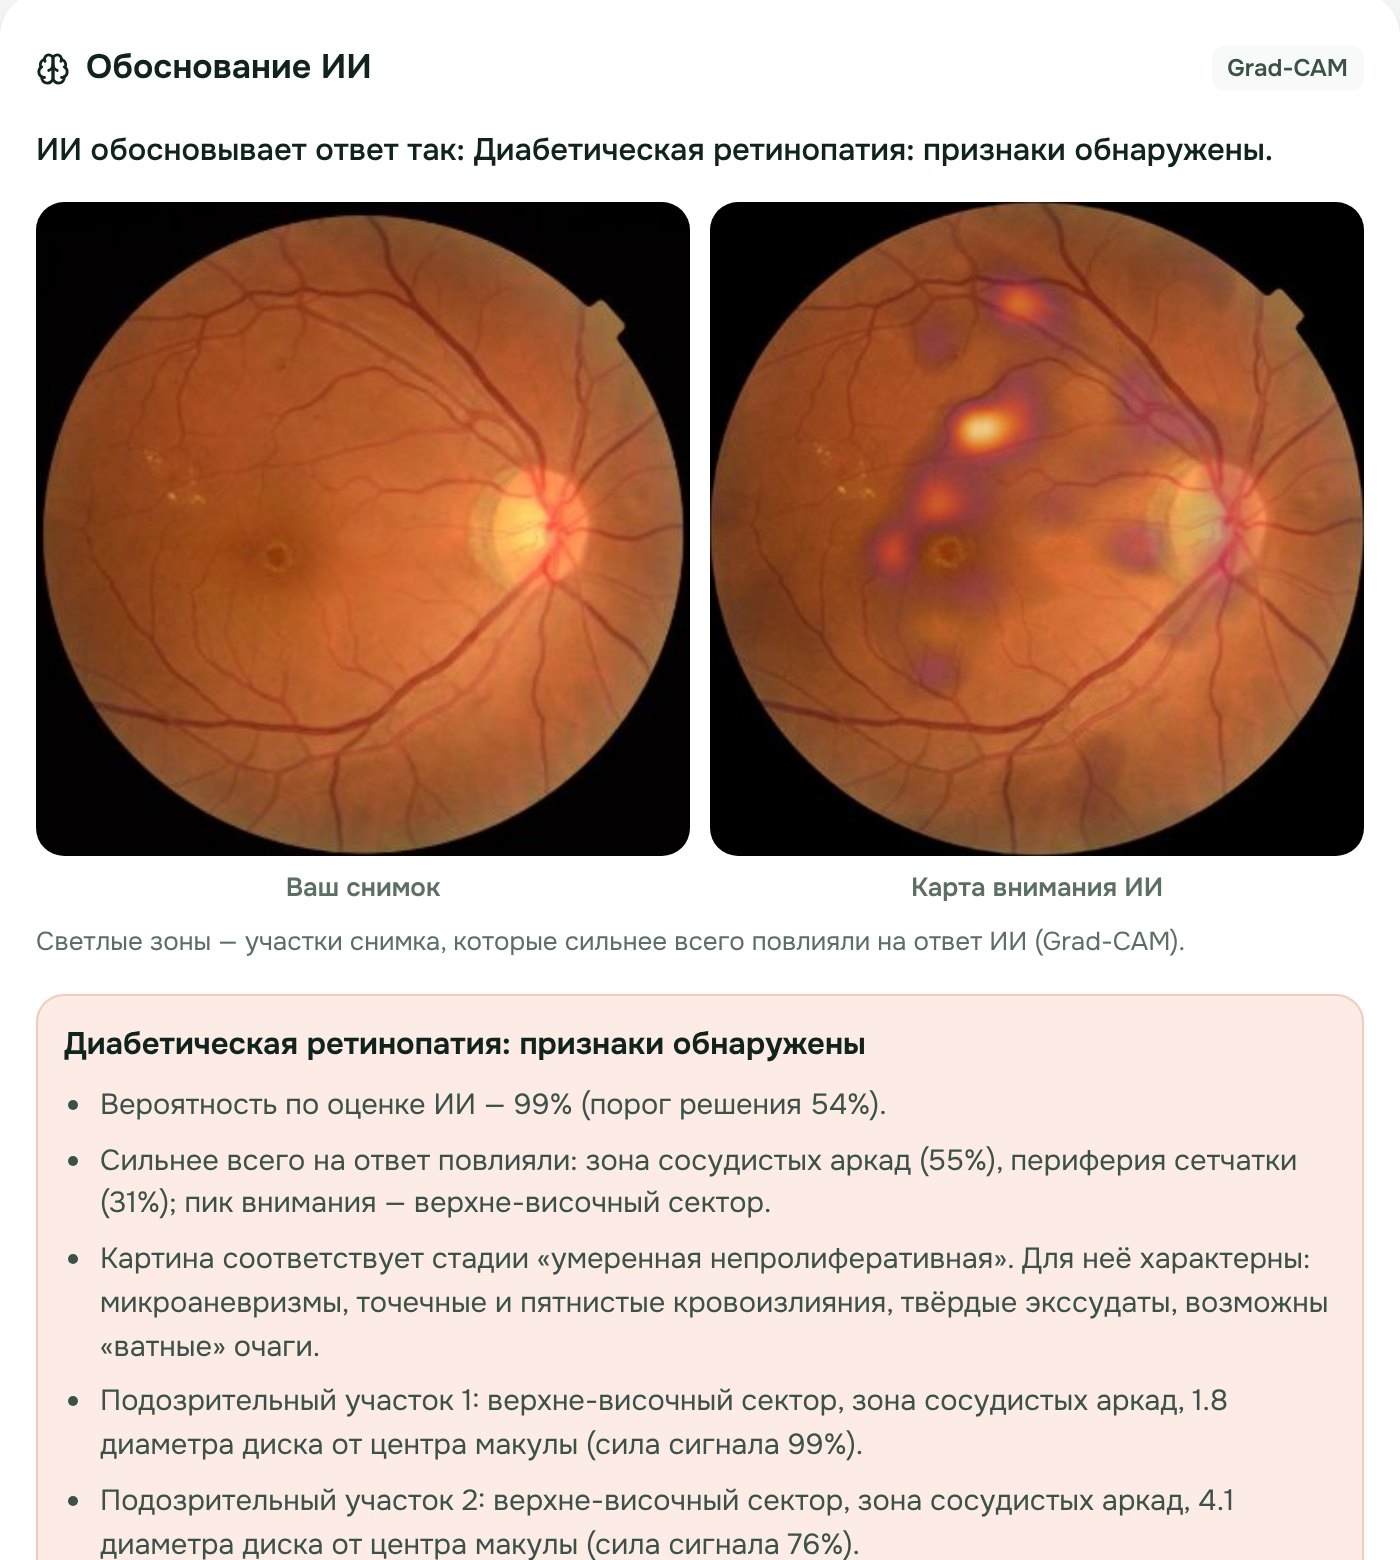 Обоснование ИИ
Grad-CAM
ИИ обосновывает ответ так: Диабетическая ретинопатия: признаки обнаружены.
Ваш снимок
Карта внимания ИИ
Светлые зоны — участки снимка, которые сильнее всего повлияли на ответ ИИ (Grad-CAM).
Диабетическая ретинопатия: признаки обнаружены
• Вероятность по оценке ИИ — 99% (порог решения 54%).
• Сильнее всего на ответ повлияли: зона сосудистых аркад (55%), периферия сетчатки
(31%); пик внимания — верхне-височный сектор.
• Картина соответствует стадии «умеренная непролиферативная». Для неё характерны:
микроаневризмы, точечные и пятнистые кровоизлияния, твёрдые экссудаты, возможны
«ватные» очаги.
• Подозрительный участок 1: верхне-височный сектор, зона сосудистых аркад, 1.8
диаметра диска от центра макулы (сила сигнала 99%).
• Подозрительный участок 2: верхне-височный сектор, зона сосудистых аркад, 4.1
диаметра диска от центра макулы (сила сигнала 76%).